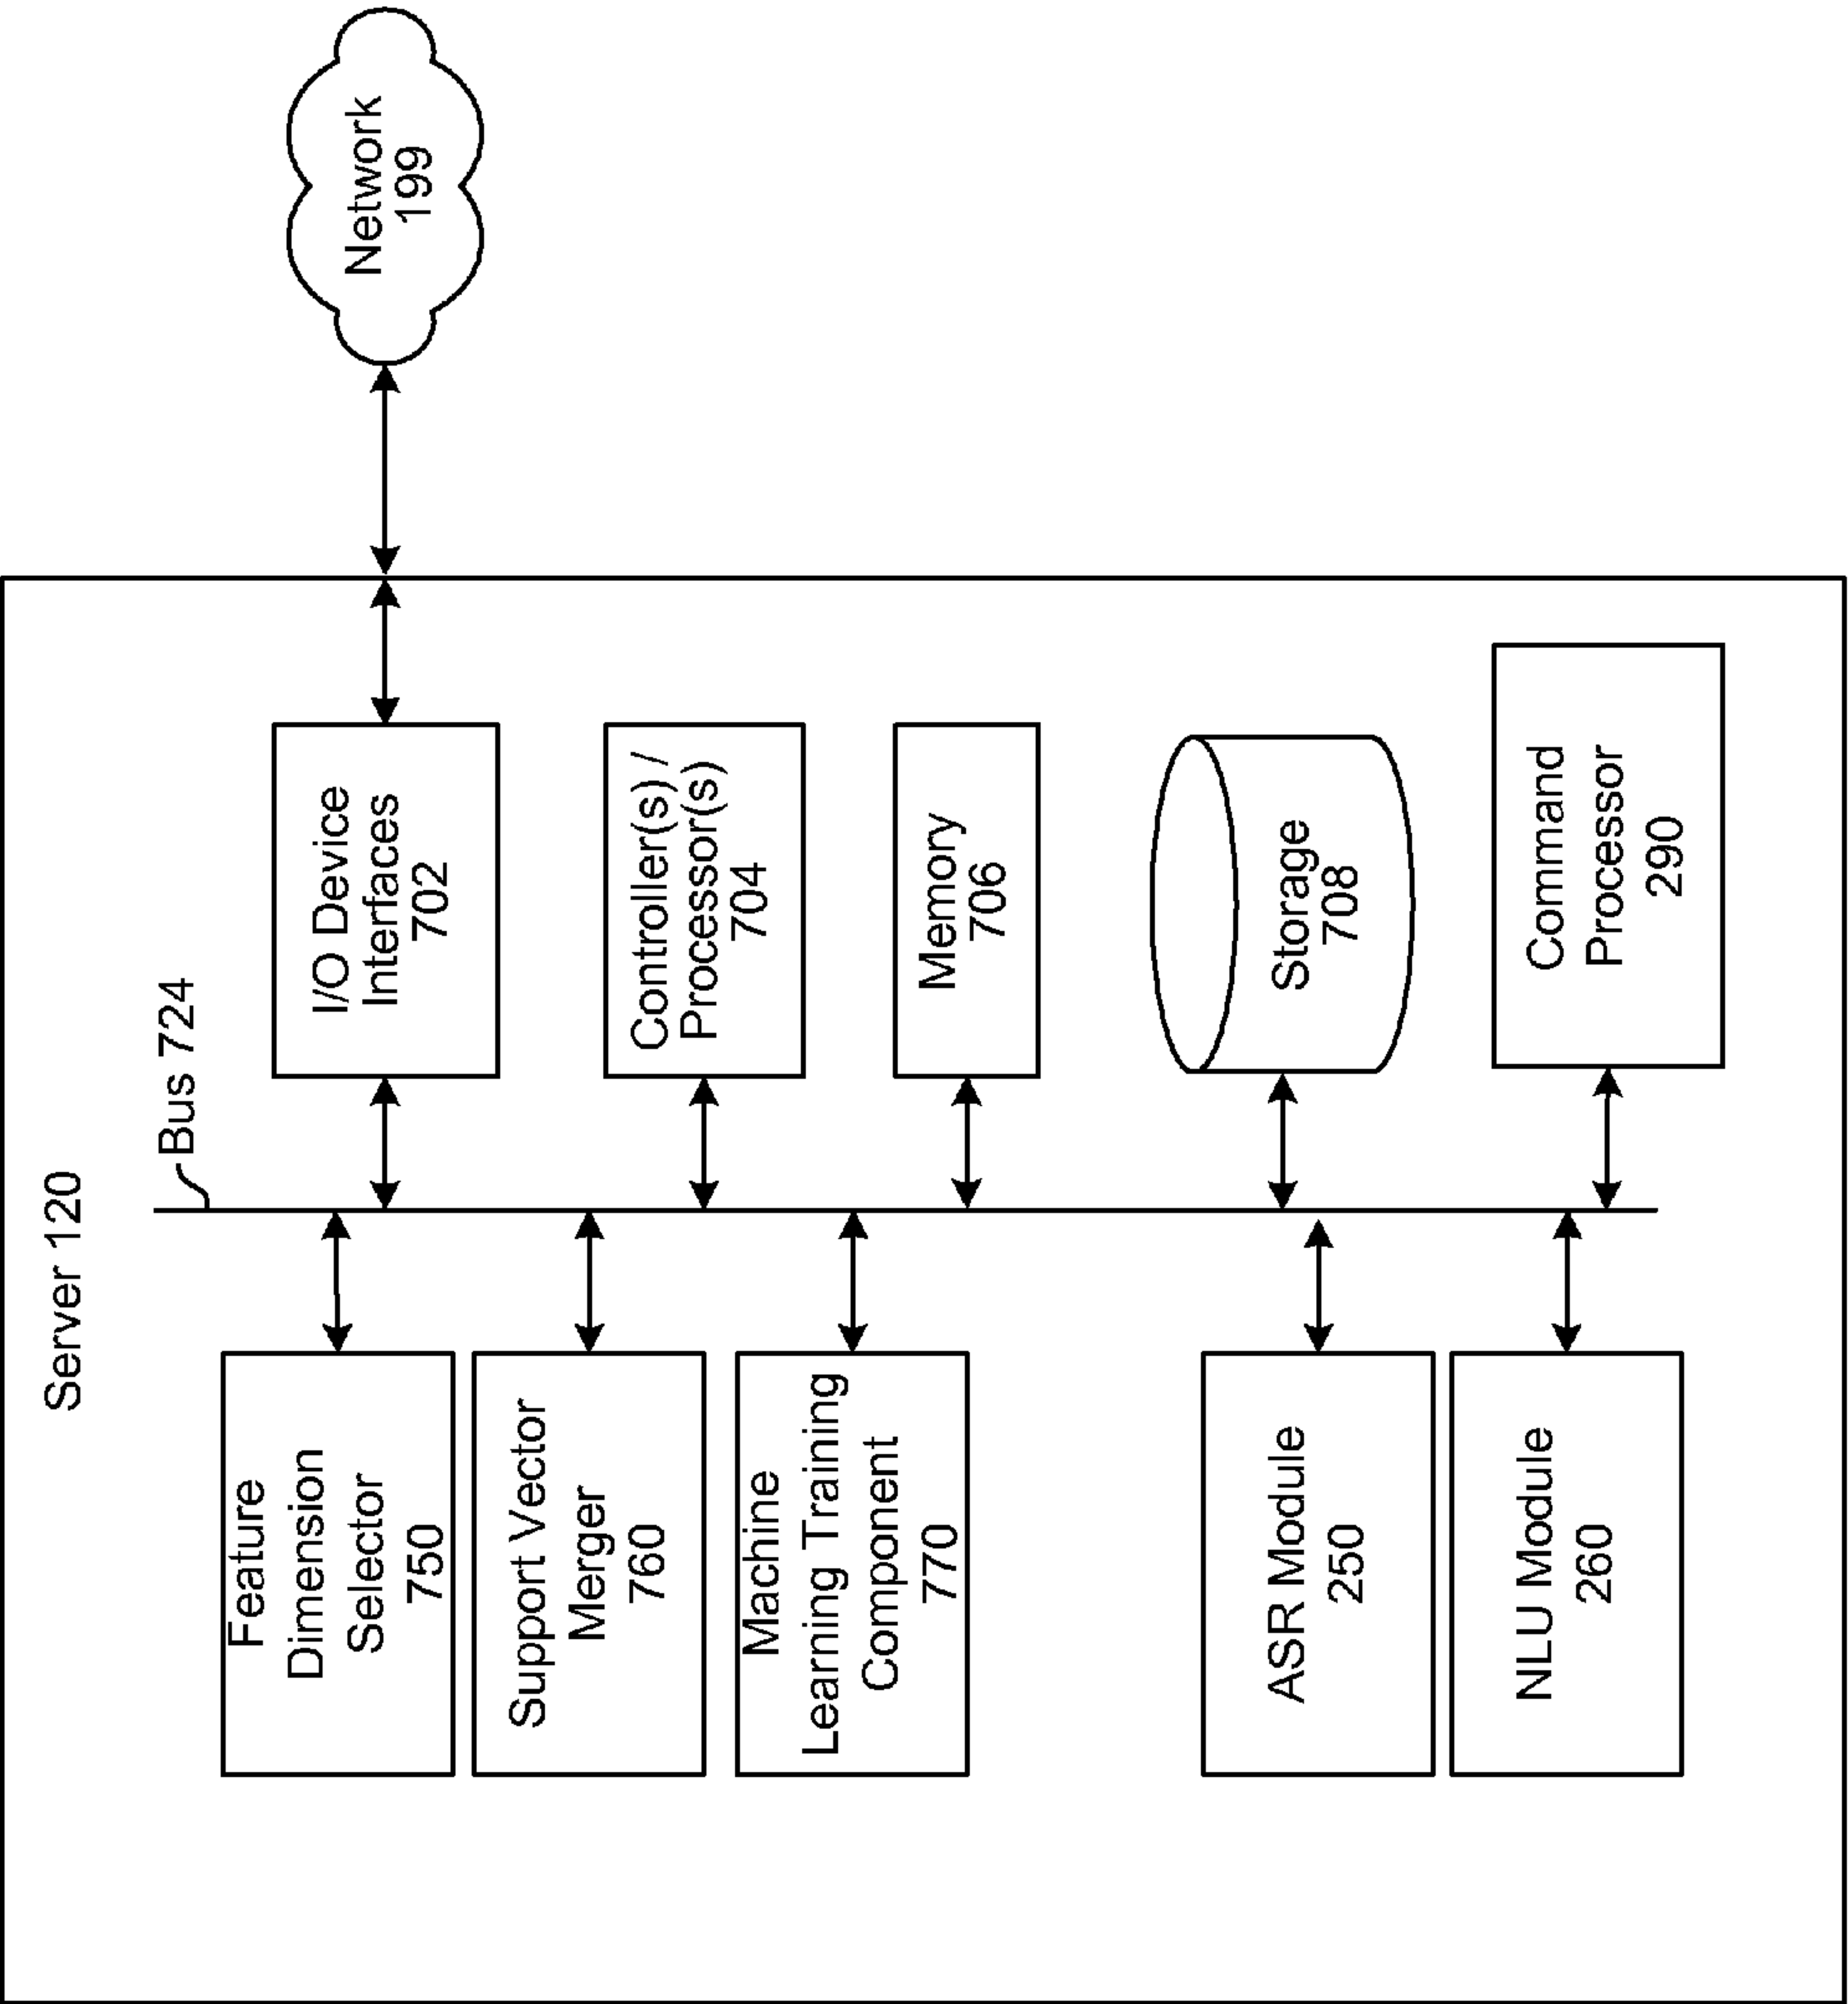 Server 120
Bus 724
Feature
Dimension
Selector
750
Support Vector
Merger
760
Machine
Learning Training
Component
770
ASR Module
250
NLU Module
260
I/O Device
Interfaces
702
Controller(s) /
Processor(s)
704
Memory
706
Storage
708
Command
Processor
290
Network
199